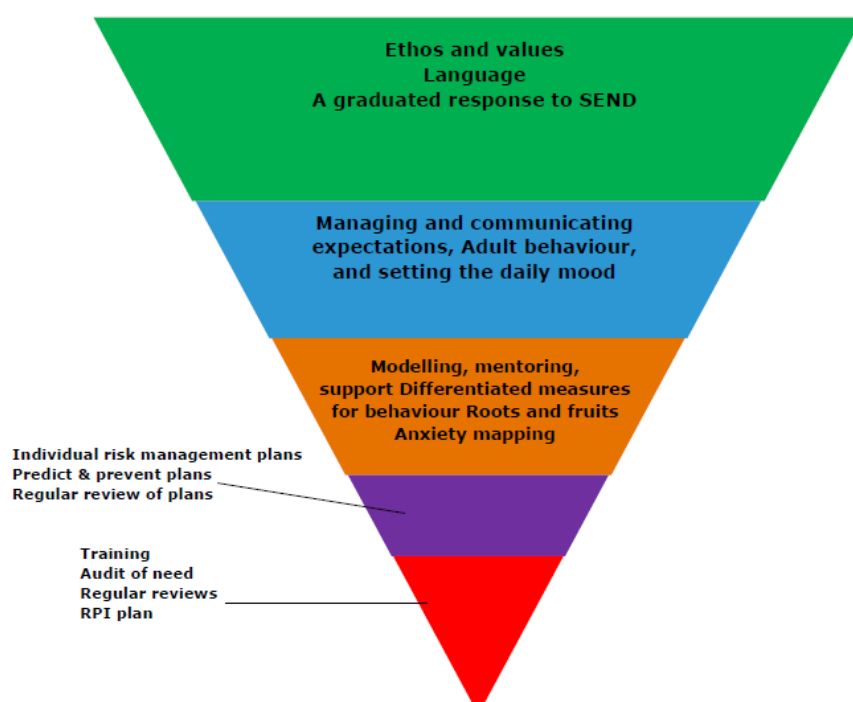 Ethos and values
Language
A graduated response to SEND
Managing and communicating
expectations, Adult behaviour,
and setting the daily mood
Modelling, mentoring,
support Differentiated measures
for behaviour Roots and fruits
Anxiety mapping
Individual risk management plans
Predict & prevent plans
Regular review of plans
Training
Audit of need
Regular reviews
RPI plan